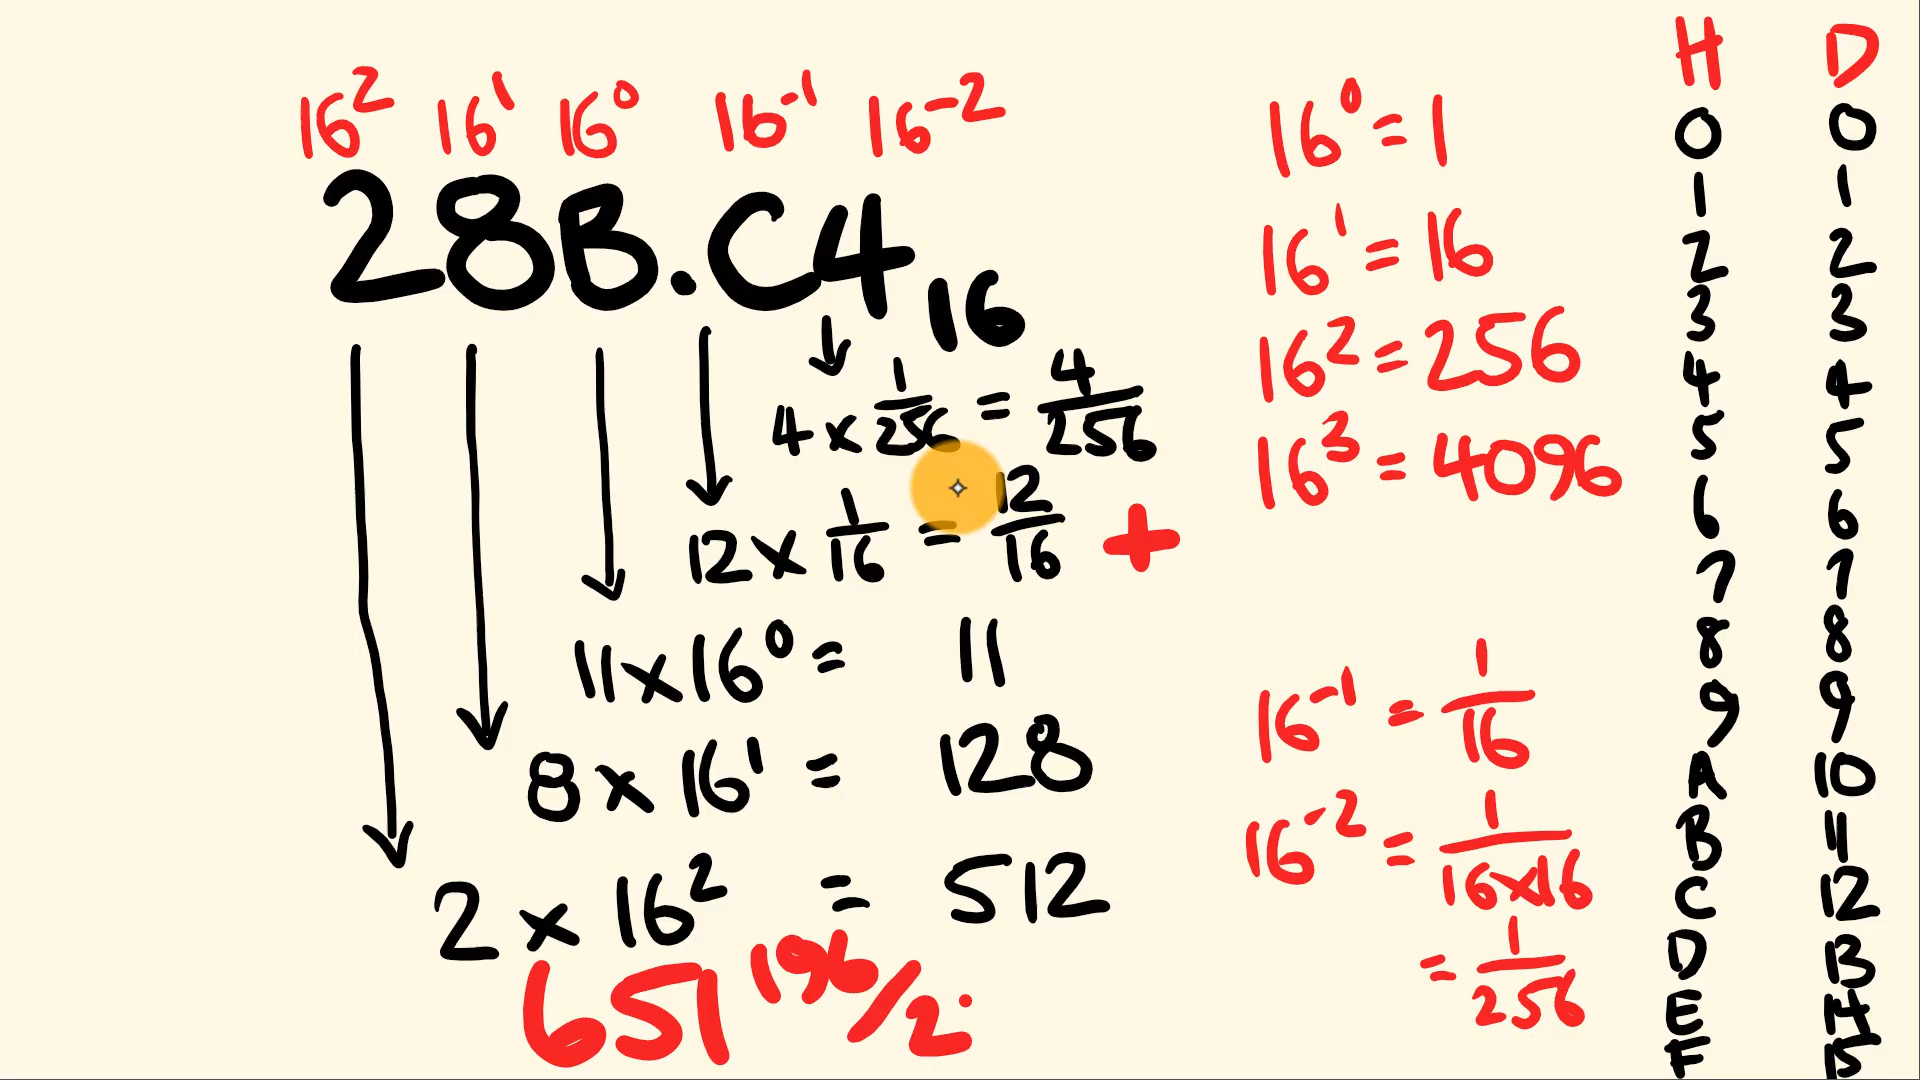 16² 16¹ 16⁰ 16⁻¹ 16⁻²
28B.C4₁₆
4 × 1/256 = 4/256
12 × 1/16 = 12/16 +
11 × 16⁰ = 11
8 × 16¹ = 128
2 × 16² = 512
651 196/2
16⁰ = 1
16¹ = 16
16² = 256
16³ = 4096
16⁻¹ = 1/16
16⁻² = 1/16×16
= 1/256
H D
0 0
1 1
2 2
3 3
4 4
5 5
6 6
7 7
8 8
9 9
A 10
B 11
C 12
D 13
E 14
F 15